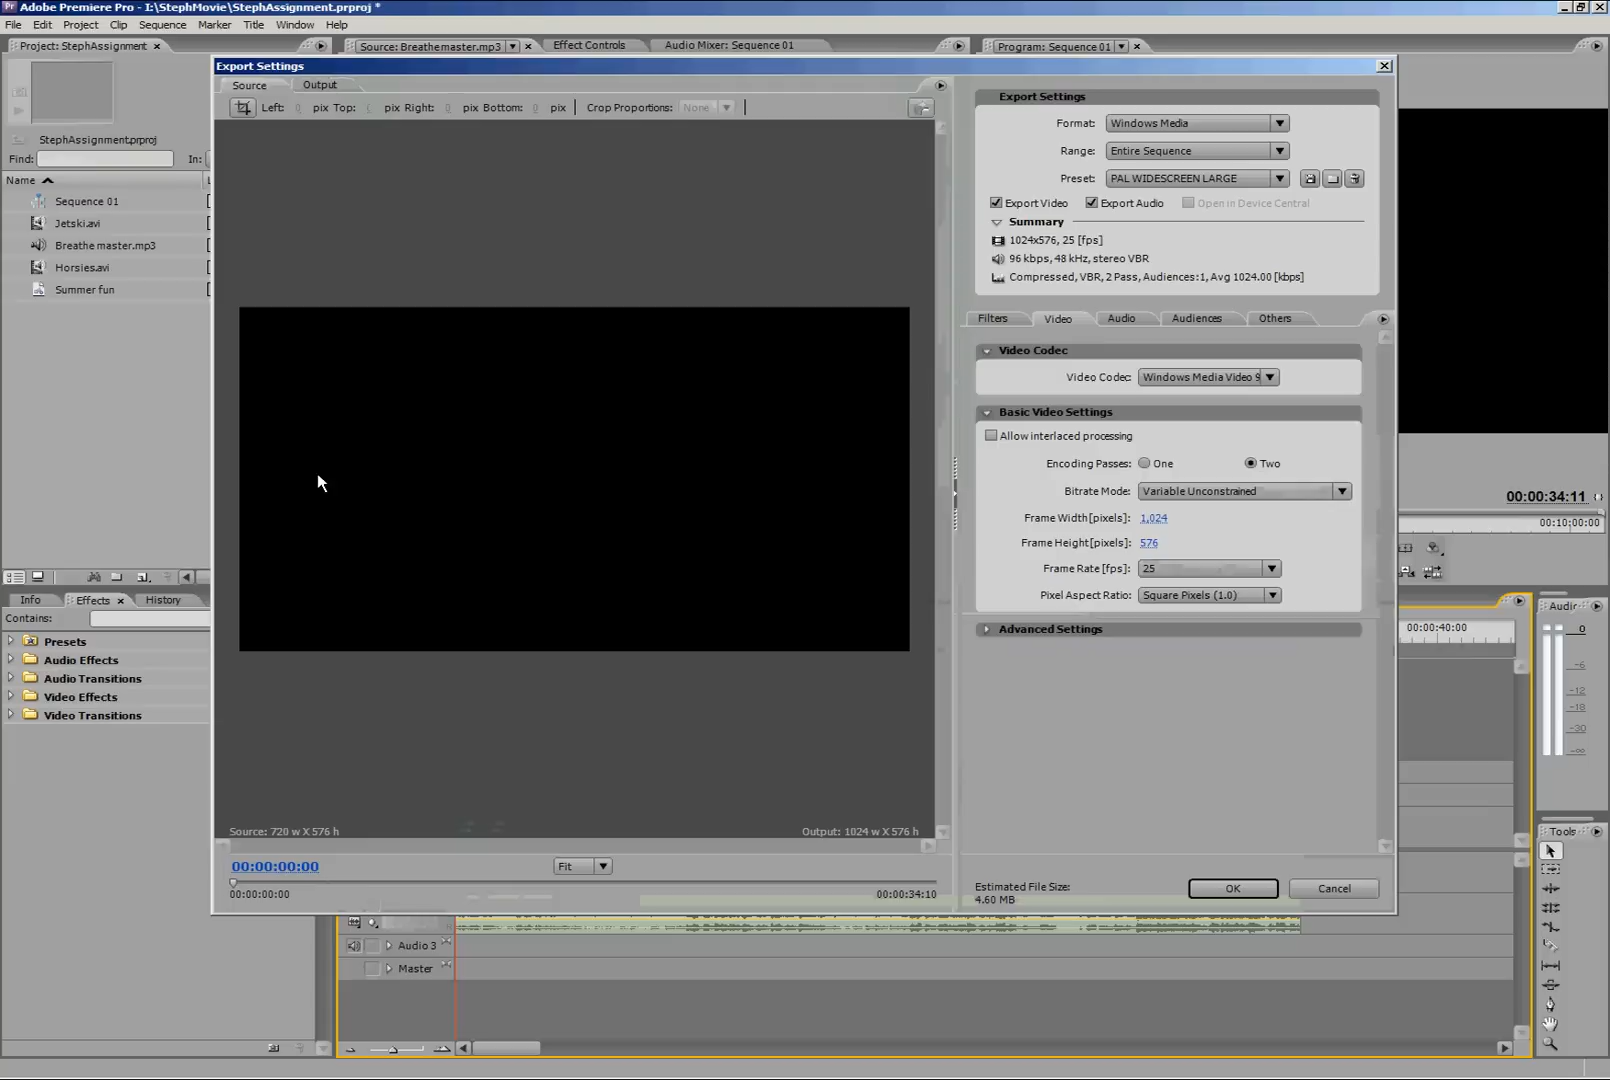 Adobe Premiere Pro - I:\StephMovie\StephAssignment.prproj *
File Edit Project Clip Sequence Marker Title Window Help
Project: StephAssignment
Source: Breathe master.mp3
Effect Controls
Audio Mixer: Sequence 01
Program: Sequence 01
Export Settings
Source Output
Left: 0 pix Top: pix Right: 0 pix Bottom: 0 pix Crop Proportions: None
StephAssignment.prproj
Find: In:
Name
Sequence 01
Jetski.avi
Breathe master.mp3
Horsies.avi
Summer fun
Export Settings
Format: Windows Media
Range: Entire Sequence
Preset: PAL WIDESCREEN LARGE
Export Video Export Audio Open in Device Central
Summary
1024x576, 25 [fps]
96 kbps, 48 kHz, stereo VBR
Compressed, VBR, 2 Pass, Audiences:1, Avg 1024.00 [kbps]
Filters Video Audio Audiences Others
Video Codec
Video Codec: Windows Media Video 9
Basic Video Settings
Allow interlaced processing
Encoding Passes: One Two
Bitrate Mode: Variable Unconstrained
Frame Width [pixels]: 1,024
Frame Height [pixels]: 576
Frame Rate [fps]: 25
Pixel Aspect Ratio: Square Pixels (1.0)
Advanced Settings
Source: 720 w X 576 h
Output: 1024 w X 576 h
00:00:00:00
Fit
00:00:00:00
00:00:34:10
Estimated File Size:
4.60 MB
OK Cancel
00:00:34:11
00:10:00:00
Info Effects History
Contains:
Presets
Audio Effects
Audio Transitions
Video Effects
Video Transitions
00:00:40:00
Audio 3
Master
Audio
0
-6
-12
-18
-30
-∞
Tools